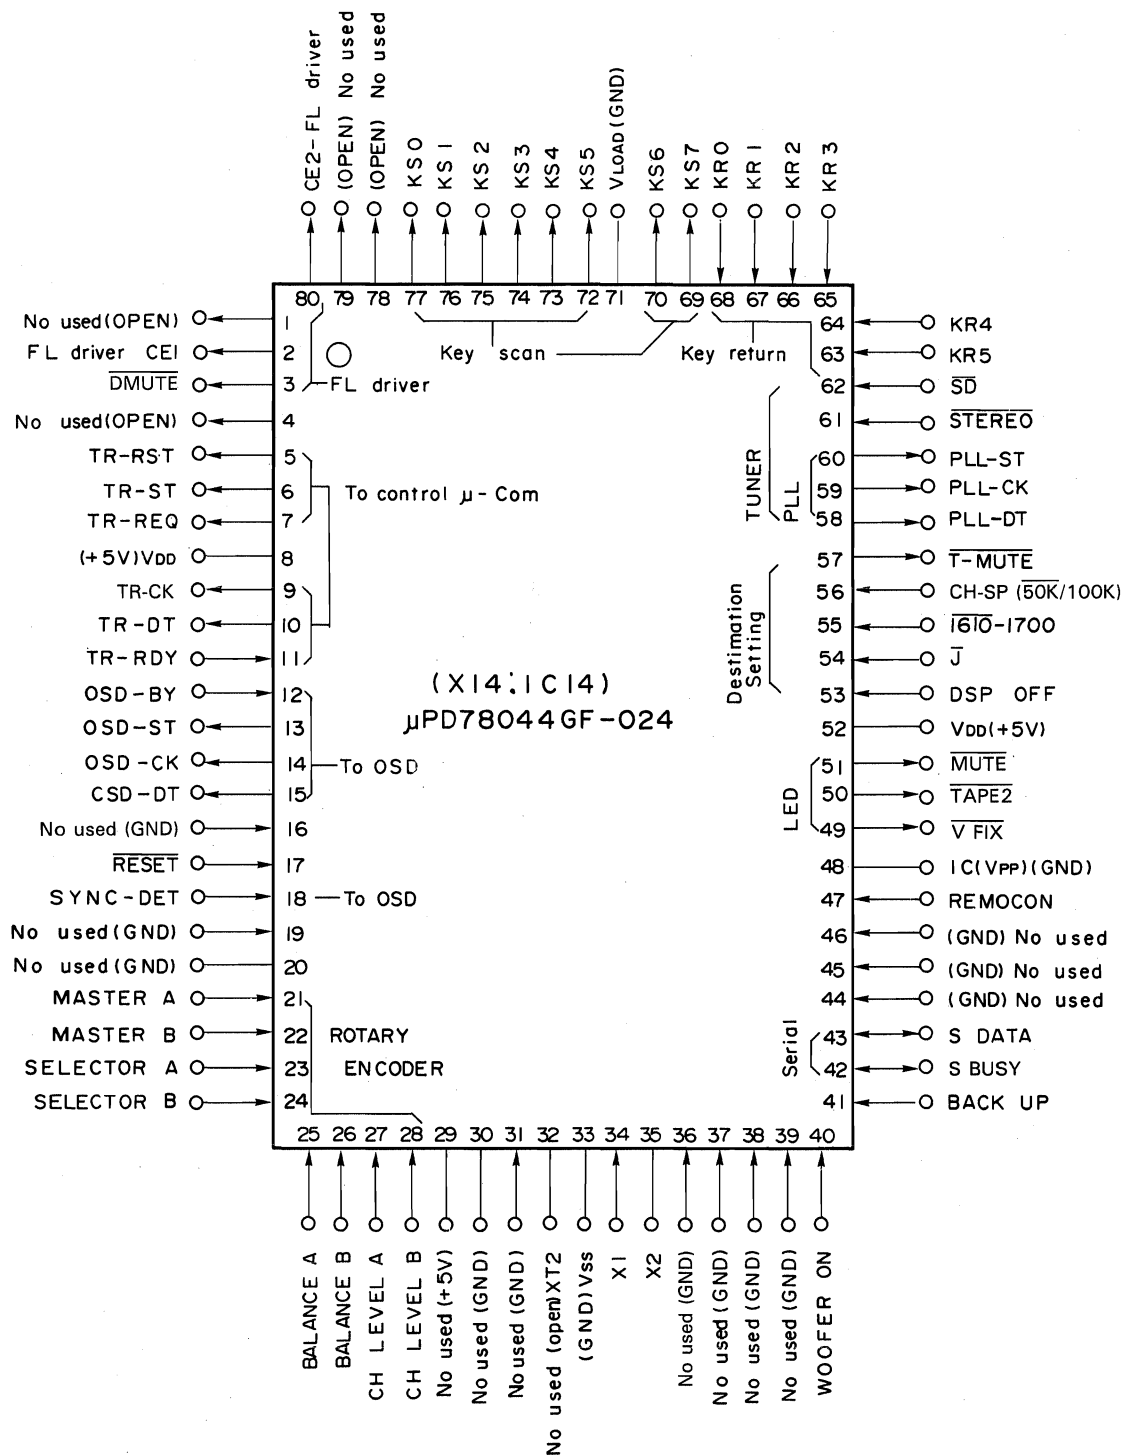 CE2-FL driver
(OPEN) No used
(OPEN) No used
KS0
KS1
KS2
KS3
KS4
KS5
VLOAD(GND)
KS6
KS7
KR0
KR1
KR2
KR3
80 79 78 77 76 75 74 73 72 71 70 69 68 67 66 65
Key scan
Key return
No used(OPEN) 1
FL driver CE1 2
DMUTE 3
FL driver
No used(OPEN) 4
TR-RST 5
TR-ST 6
To control μ-Com
TR-REQ 7
(+5V)VDD 8
TR-CK 9
TR-DT 10
TR-RDY 11
OSD-BY 12
OSD-ST 13
OSD-CK 14
To OSD
CSD-DT 15
No used (GND) 16
RESET 17
SYNC-DET 18 To OSD
No used(GND) 19
No used(GND) 20
MASTER A 21
MASTER B 22
ROTARY
SELECTOR A 23
ENCODER
SELECTOR B 24
(X14:IC14)
μPD78044GF-024
64 KR4
63 KR5
62 SD
61 STEREO
TUNER
PLL
60 PLL-ST
59 PLL-CK
58 PLL-DT
57 T-MUTE
Destimation
Setting
56 CH-SP (50K/100K)
55 1610-1700
54 J
53 DSP OFF
52 VDD(+5V)
LED
51 MUTE
50 TAPE2
49 V FIX
48 IC(VPP)(GND)
47 REMOCON
46 (GND) No used
45 (GND) No used
44 (GND) No used
Serial
43 S DATA
42 S BUSY
41 BACK UP
25 26 27 28 29 30 31 32 33 34 35 36 37 38 39 40
BALANCE A
BALANCE B
CH LEVEL A
CH LEVEL B
No used (+5V)
No used (GND)
No used (GND)
No used (open)XT2
(GND)Vss
X1
X2
No used (GND)
No used (GND)
No used (GND)
No used (GND)
WOOFER ON